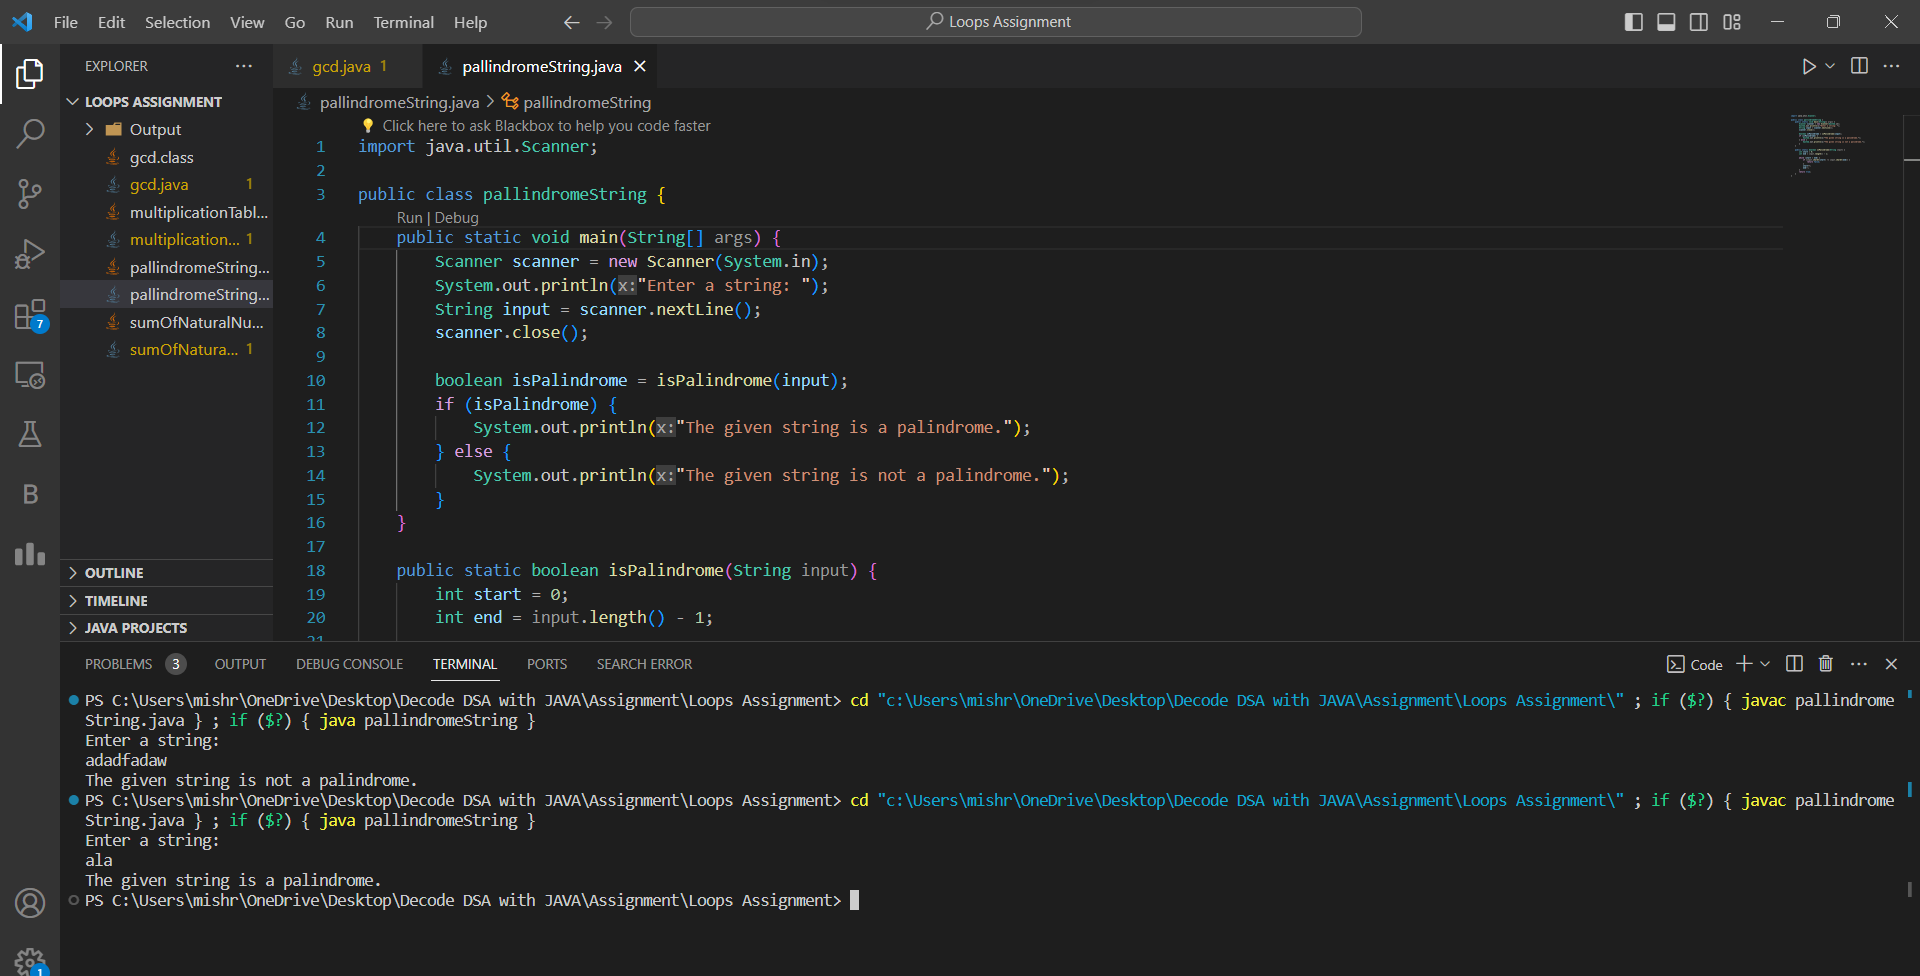 File Edit Selection View Go Run Terminal Help
Loops Assignment
EXPLORER
LOOPS ASSIGNMENT
Output
gcd.class
gcd.java 1
multiplicationTabl...
multiplication... 1
pallindromeString...
pallindromeString...
sumOfNaturalNu...
sumOfNatura... 1
OUTLINE
TIMELINE
JAVA PROJECTS
7
B
1
gcd.java 1
pallindromeString.java
pallindromeString.java > pallindromeString
Click here to ask Blackbox to help you code faster
1 import java.util.Scanner;
2
3 public class pallindromeString {
Run | Debug
4 public static void main(String[] args) {
5 Scanner scanner = new Scanner(System.in);
6 System.out.println(x:"Enter a string: ");
7 String input = scanner.nextLine();
8 scanner.close();
9
10 boolean isPalindrome = isPalindrome(input);
11 if (isPalindrome) {
12 System.out.println(x:"The given string is a palindrome.");
13 } else {
14 System.out.println(x:"The given string is not a palindrome.");
15 }
16 }
17
18 public static boolean isPalindrome(String input) {
19 int start = 0;
20 int end = input.length() - 1;
21
PROBLEMS 3 OUTPUT DEBUG CONSOLE TERMINAL PORTS SEARCH ERROR
Code
PS C:\Users\mishr\OneDrive\Desktop\Decode DSA with JAVA\Assignment\Loops Assignment> cd "c:\Users\mishr\OneDrive\Desktop\Decode DSA with JAVA\Assignment\Loops Assignment\" ; if ($?) { javac pallindrome
String.java } ; if ($?) { java pallindromeString }
Enter a string:
adadfadaw
The given string is not a palindrome.
PS C:\Users\mishr\OneDrive\Desktop\Decode DSA with JAVA\Assignment\Loops Assignment> cd "c:\Users\mishr\OneDrive\Desktop\Decode DSA with JAVA\Assignment\Loops Assignment\" ; if ($?) { javac pallindrome
String.java } ; if ($?) { java pallindromeString }
Enter a string:
ala
The given string is a palindrome.
PS C:\Users\mishr\OneDrive\Desktop\Decode DSA with JAVA\Assignment\Loops Assignment>